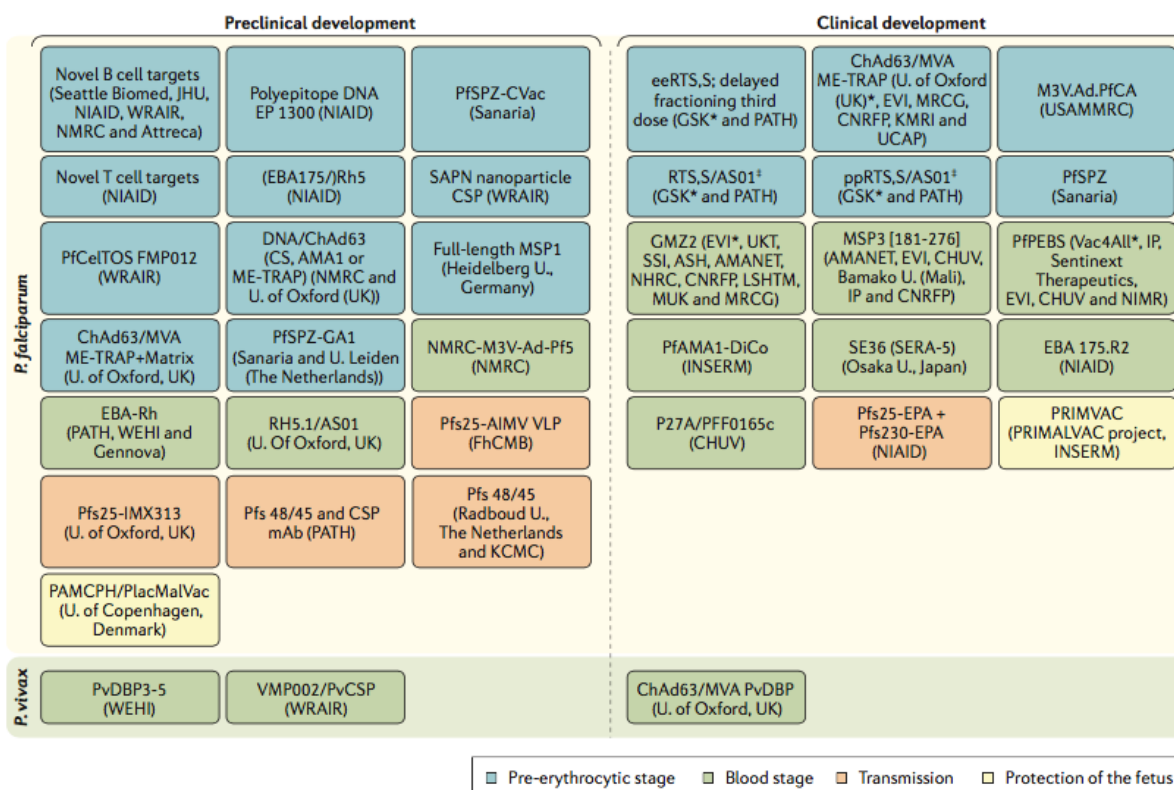 Preclinical development
Clinical development
P. falciparum
Novel B cell targets
(Seattle Biomed, JHU,
NIAID, WRAIR,
NMRC and Attreca)
Polyepitope DNA
EP 1300 (NIAID)
PfSPZ-CVac
(Sanaria)
eeRTS,S; delayed
fractioning third
dose (GSK* and PATH)
ChAd63/MVA
ME-TRAP (U. of Oxford
(UK)*, EVI, MRCG,
CNRFP, KMRI and
UCAP)
M3V.Ad.PfCA
(USAMMRC)
Novel T cell targets
(NIAID)
(EBA175/)Rh5
(NIAID)
SAPN nanoparticle
CSP (WRAIR)
RTS,S/AS01‡
(GSK* and PATH)
ppRTS,S/AS01‡
(GSK* and PATH)
PfSPZ
(Sanaria)
PfCelTOS FMP012
(WRAIR)
DNA/ChAd63
(CS, AMA1 or
ME-TRAP) (NMRC and
U. of Oxford (UK))
Full-length MSP1
(Heidelberg U.,
Germany)
GMZ2 (EVI*, UKT,
SSI, ASH, AMANET,
NHRC, CNRFP, LSHTM,
MUK and MRCG)
MSP3 [181-276]
(AMANET, EVI, CHUV,
Bamako U. (Mali),
IP and CNRFP)
PfPEBS (Vac4All*, IP,
Sentinext
Therapeutics,
EVI, CHUV and NIMR)
ChAd63/MVA
ME-TRAP+Matrix
(U. of Oxford, UK)
PfSPZ-GA1
(Sanaria and U. Leiden
(The Netherlands))
NMRC-M3V-Ad-Pf5
(NMRC)
PfAMA1-DiCo
(INSERM)
SE36 (SERA-5)
(Osaka U., Japan)
EBA 175.R2
(NIAID)
EBA-Rh
(PATH, WEHI and
Gennova)
RH5.1/AS01
(U. Of Oxford, UK)
Pfs25-AIMV VLP
(FhCMB)
P27A/PFF0165c
(CHUV)
Pfs25-EPA +
Pfs230-EPA
(NIAID)
PRIMVAC
(PRIMALVAC project,
INSERM)
Pfs25-IMX313
(U. of Oxford, UK)
Pfs 48/45 and CSP
mAb (PATH)
Pfs 48/45
(Radboud U.,
The Netherlands
and KCMC)
PAMCPH/PlacMalVac
(U. of Copenhagen,
Denmark)
P. vivax
PvDBP3-5
(WEHI)
VMP002/PvCSP
(WRAIR)
ChAd63/MVA PvDBP
(U. of Oxford, UK)
Pre-erythrocytic stage
Blood stage
Transmission
Protection of the fetus